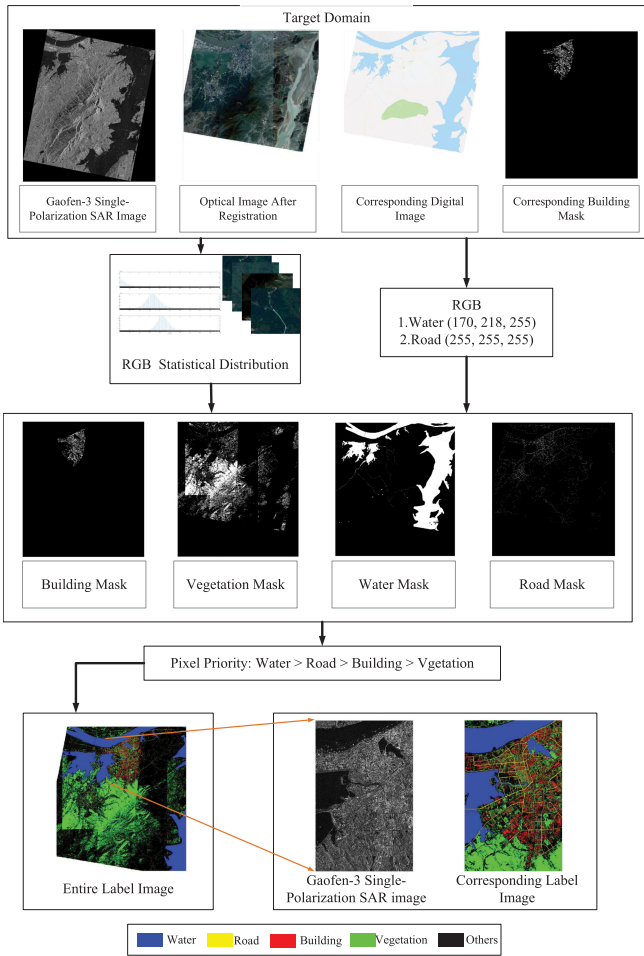 Target Domain
Gaofen-3 Single-
Polarization SAR Image
Optical Image After
Registration
Corresponding Digital
Image
Corresponding Building
Mask
RGB Statistical Distribution
RGB
1.Water (170, 218, 255)
2.Road (255, 255, 255)
Building Mask
Vegetation Mask
Water Mask
Road Mask
Pixel Priority: Water > Road > Building > Vgetation
Entire Label Image
Gaofen-3 Single-
Polarization SAR image
Corresponding Label
Image
Water
Road
Building
Vegetation
Others